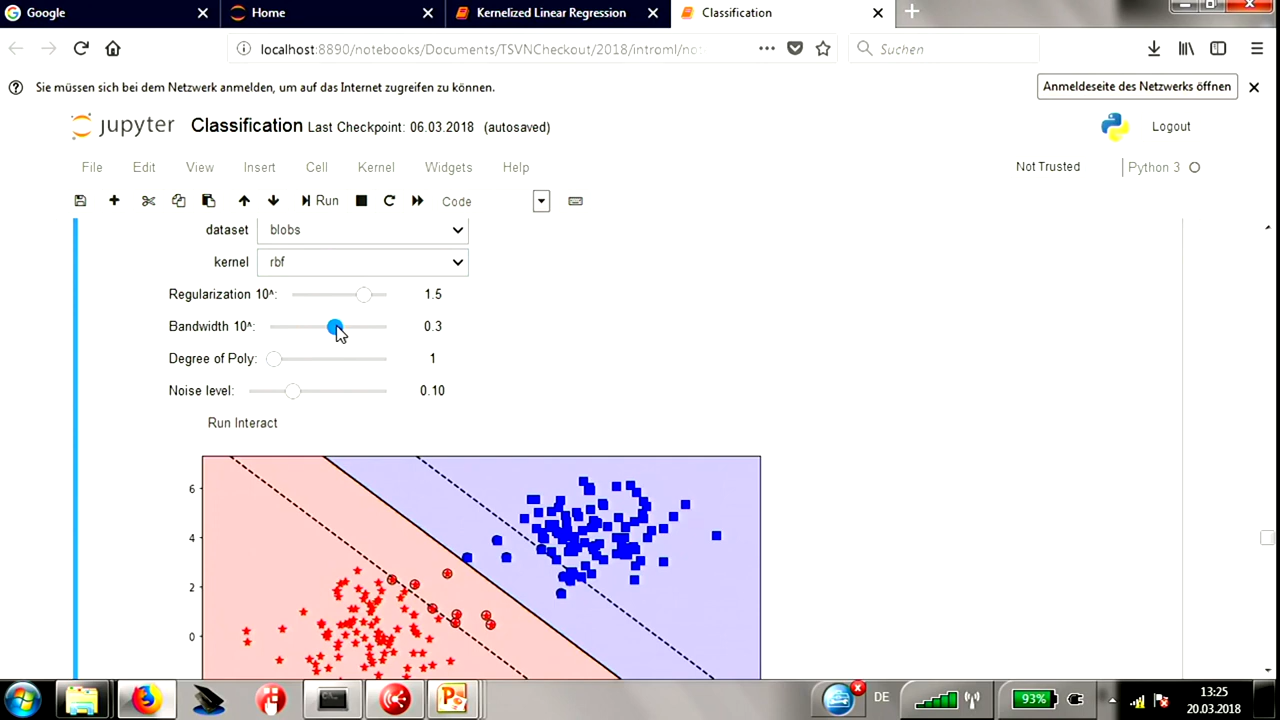 Google
Home
Kernelized Linear Regression
Classification
localhost:8890/notebooks/Documents/TSVNCheckout/2018/introml/not
Suchen
Sie müssen sich bei dem Netzwerk anmelden, um auf das Internet zugreifen zu können.
Anmeldeseite des Netzwerks öffnen
jupyter Classification Last Checkpoint: 06.03.2018 (autosaved)
Logout
File Edit View Insert Cell Kernel Widgets Help
Not Trusted
Python 3
Run
Code
dataset blobs
kernel rbf
Regularization 10^: 1.5
Bandwidth 10^: 0.3
Degree of Poly: 1
Noise level: 0.10
Run Interact
6
4
2
0
DE
93%
13:25
20.03.2018